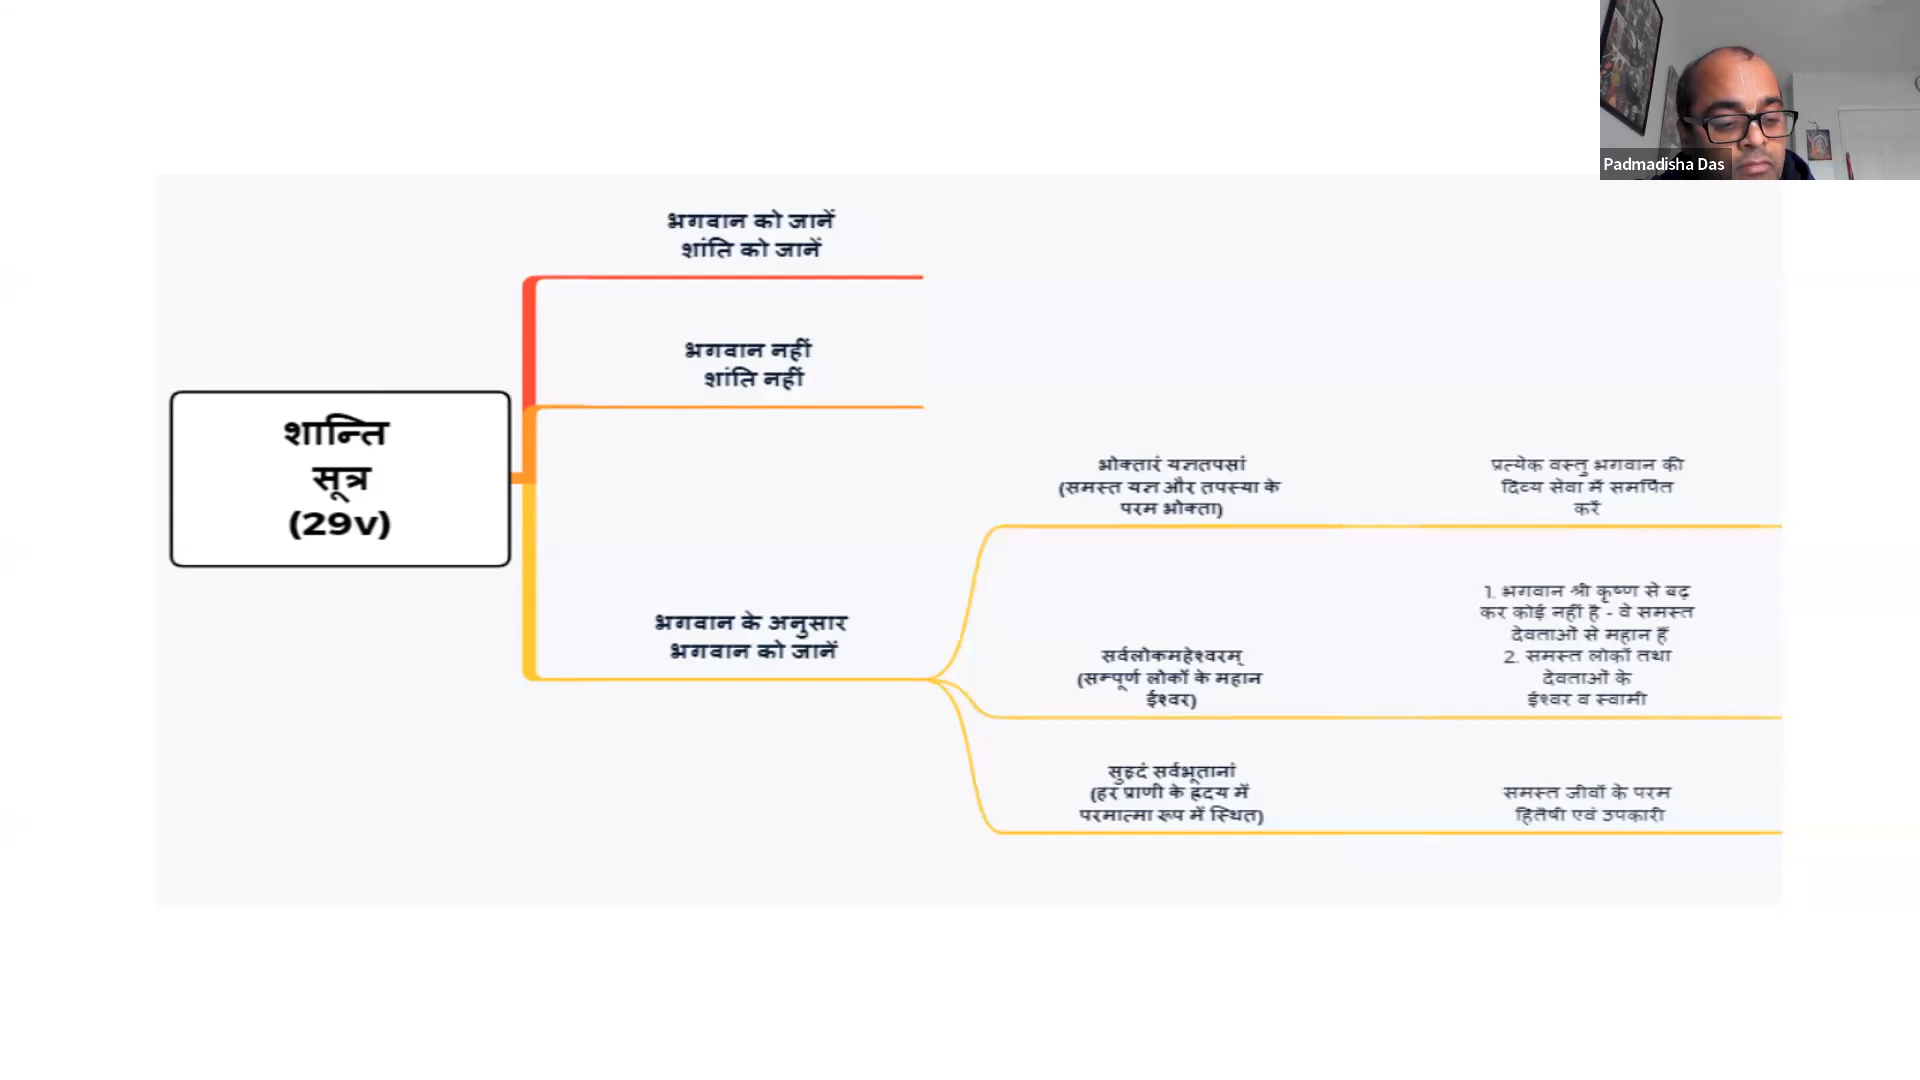 Padmadisha Das
भगवान को जानें
शांति को जानें
भगवान नहीं
शांति नहीं
शान्ति
सूत्र
(29v)
भगवान के अनुसार
भगवान को जानें
भोक्तारं यज्ञतपसां
(समस्त यज्ञ और तपस्या के
परम भोक्ता)
प्रत्येक वस्तु भगवान की
दिव्य सेवा में समर्पित
करें
सर्वलोकमहेश्वरम्
(सम्पूर्ण लोकों के महान
ईश्वर)
1. भगवान श्री कृष्ण से बढ़
कर कोई नहीं है - वे समस्त
देवताओं से महान हैं
2. समस्त लोकों तथा
देवताओं के
ईश्वर व स्वामी
सुहृदं सर्वभूतानां
(हर प्राणी के ह्रदय में
परमात्मा रूप में स्थित)
समस्त जीवों के परम
हितैषी एवं उपकारी